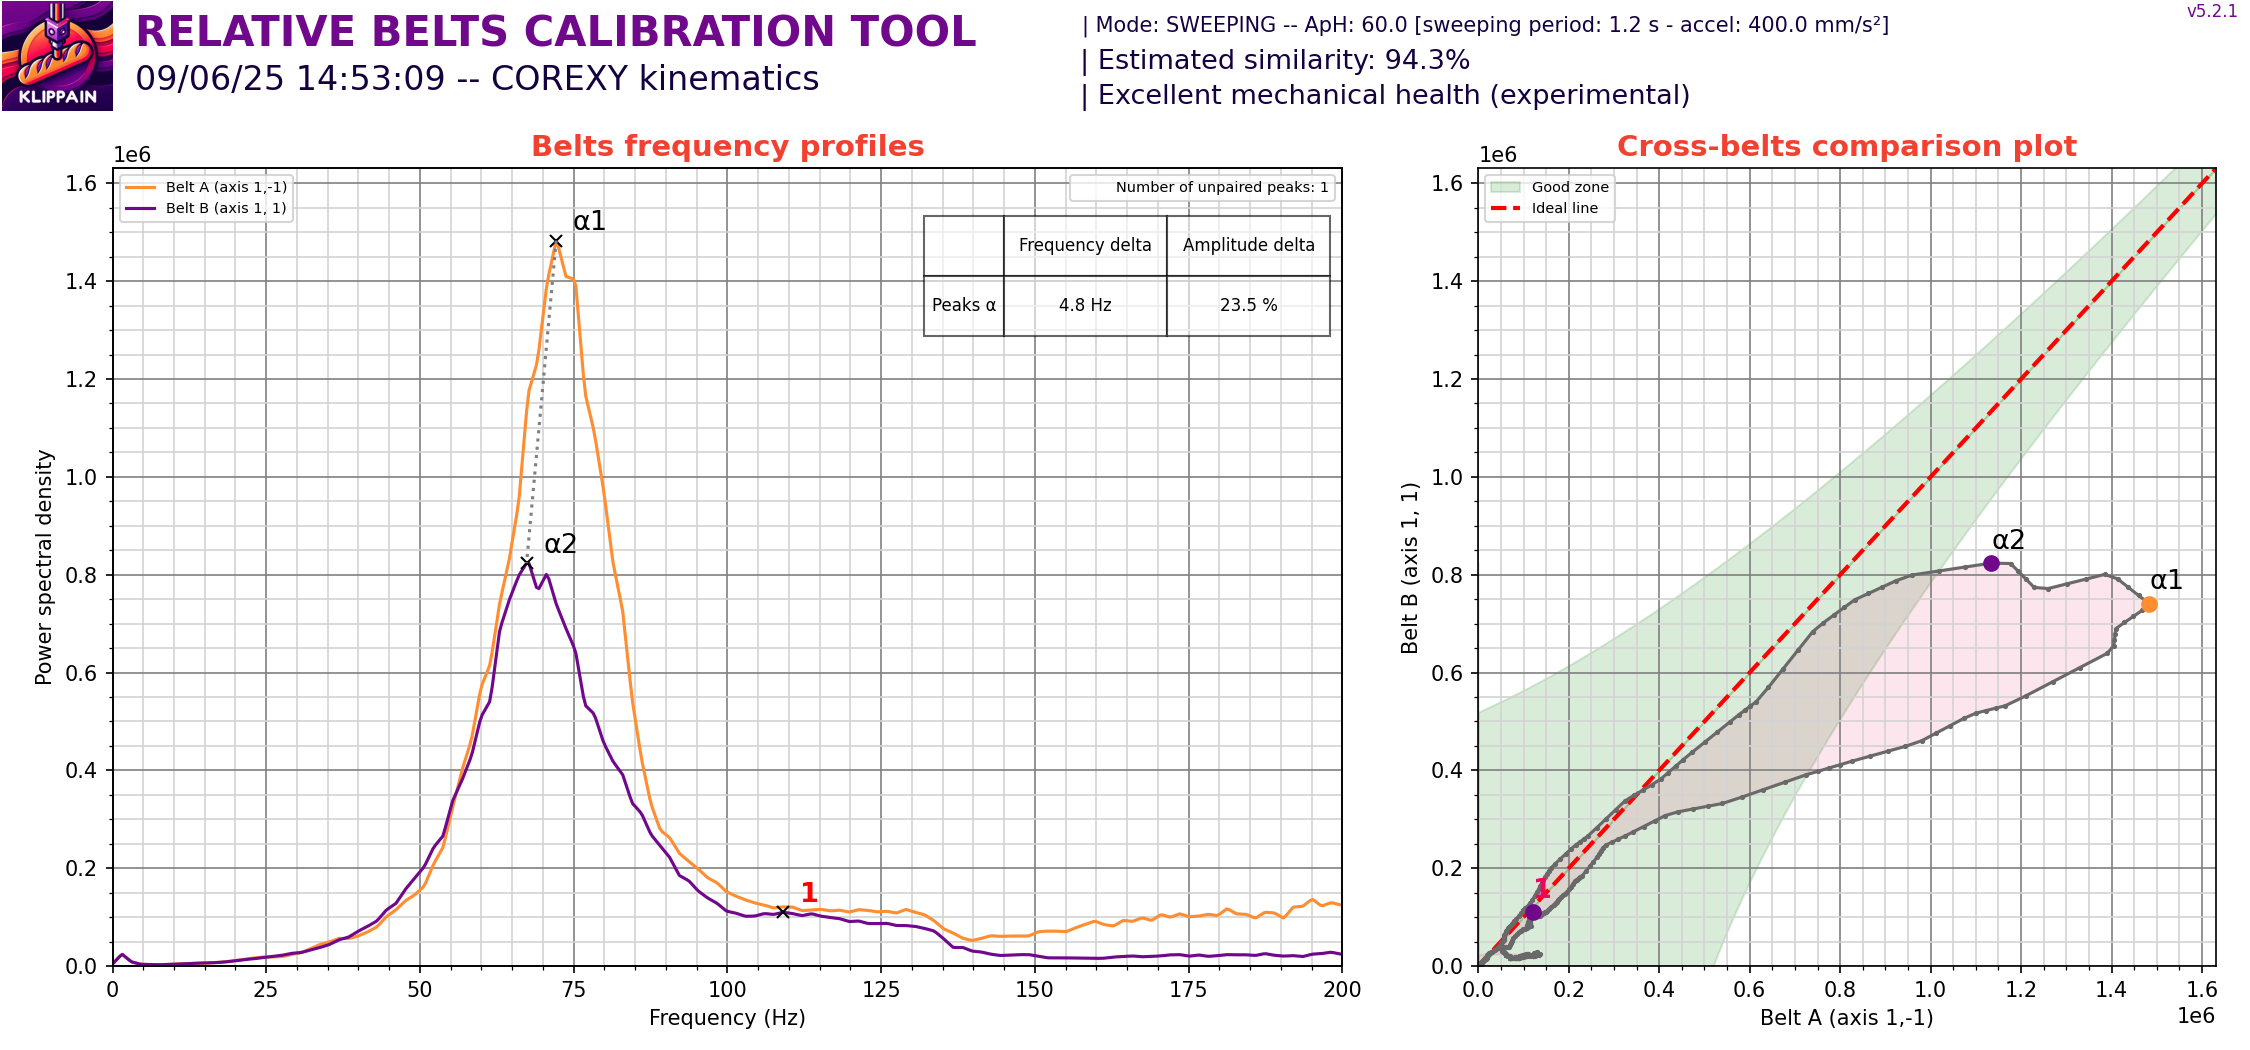 KLIPPAIN
RELATIVE BELTS CALIBRATION TOOL
09/06/25 14:53:09 -- COREXY kinematics
| Mode: SWEEPING -- ApH: 60.0 [sweeping period: 1.2 s - accel: 400.0 mm/s²]
| Estimated similarity: 94.3%
| Excellent mechanical health (experimental)
v5.2.1
Belts frequency profiles
1e6
Belt A (axis 1,-1)
Belt B (axis 1, 1)
Number of unpaired peaks: 1
Frequency delta Amplitude delta
Peaks α 4.8 Hz 23.5 %
α1
α2
1
Power spectral density
1.6
1.4
1.2
1.0
0.8
0.6
0.4
0.2
0.0
0 25 50 75 100 125 150 175 200
Frequency (Hz)
Cross-belts comparison plot
1e6
Good zone
Ideal line
α2
α1
1
Belt B (axis 1, 1)
1.6
1.4
1.2
1.0
0.8
0.6
0.4
0.2
0.0
0.0 0.2 0.4 0.6 0.8 1.0 1.2 1.4 1.6
Belt A (axis 1,-1)
1e6